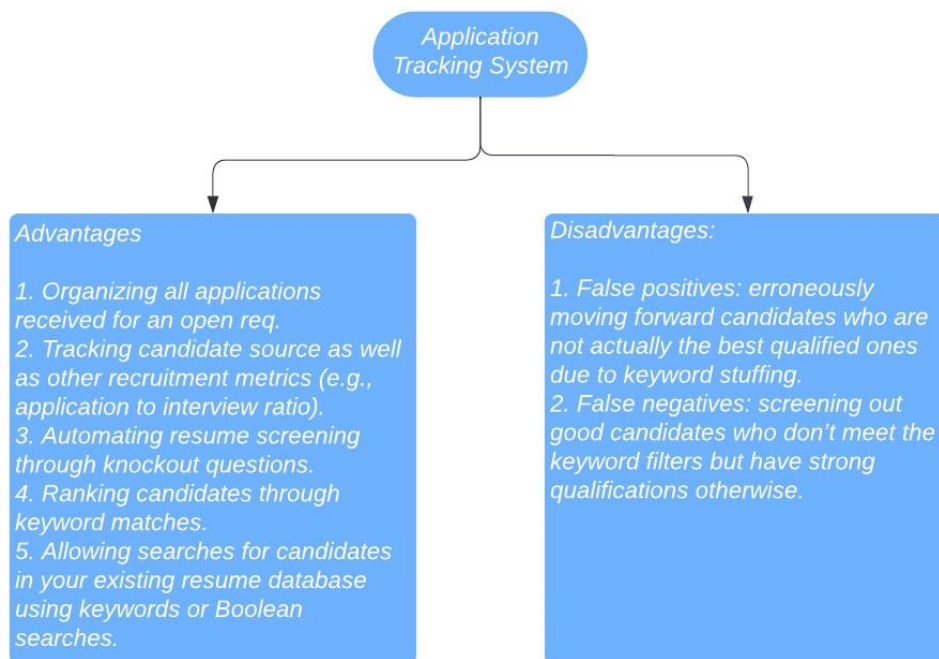 Application
Tracking System
Advantages
1. Organizing all applications
received for an open req.
2. Tracking candidate source as well
as other recruitment metrics (e.g.,
application to interview ratio).
3. Automating resume screening
through knockout questions.
4. Ranking candidates through
keyword matches.
5. Allowing searches for candidates
in your existing resume database
using keywords or Boolean
searches.
Disadvantages:
1. False positives: erroneously
moving forward candidates who are
not actually the best qualified ones
due to keyword stuffing.
2. False negatives: screening out
good candidates who don’t meet the
keyword filters but have strong
qualifications otherwise.